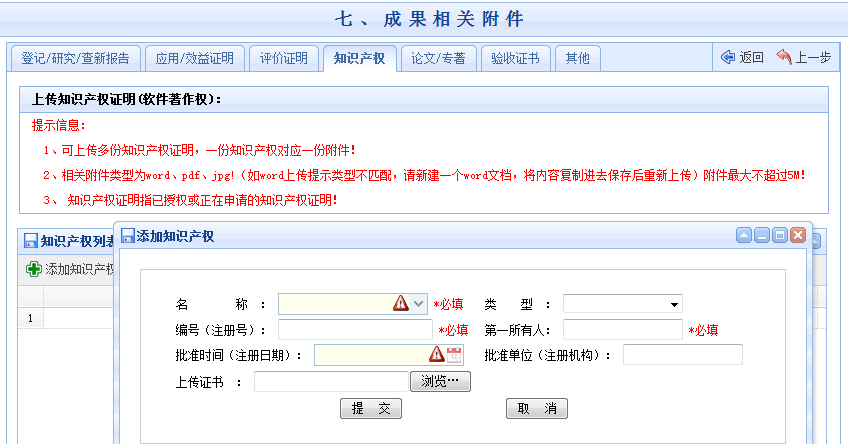 七、成果相关附件
登记/研究/查新报告 应用/效益证明 评价证明 知识产权 论文/专著 验收证书 其他 返回 上一步
上传知识产权证明(软件著作权):
提示信息:
1、可上传多份知识产权证明，一份知识产权对应一份附件!
2、相关附件类型为word、pdf、jpg!（如word上传提示类型不匹配，请新建一个word文档，将内容复制进去保存后重新上传）附件最大不超过5M!
3、 知识产权证明指已授权或正在申请的知识产权证明!
知识产权列表
添加知识产权
1
添加知识产权
名 称 : *必填 类 型 :
编号（注册号）: *必填 第一所有人: *必填
批准时间（注册日期）: 批准单位（注册机构）:
上传证书 : 浏览…
提 交 取 消